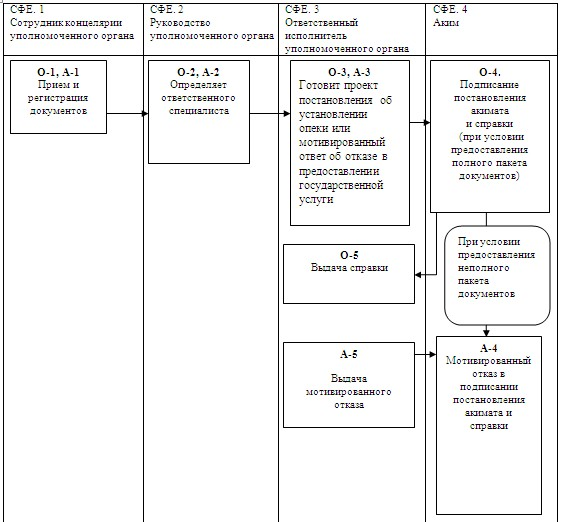 СФЕ. 1
Сотрудник концелярии
уполномоченого органа
СФЕ. 2
Руководство
уполномоченного органа
СФЕ. 3
Ответственный
исполнитель
уполномоченного органа
СФЕ. 4
Аким
О-1, А-1
Прием и
регистрация
документов
О-2, А-2
Определяет
ответственного
специалиста
О-3, А-3
Готовит проект
постановления об
установлении
опеки или
мотивированный
ответ об отказе в
предоставлении
государственной
услуги
О-4.
Подписание
постановления
акимата
и справки
(при условии
предоставления
полного пакета
документов)
О-5
Выдача справки
При условии
предоставления
неполного
пакета
документов
А-5
Выдача
мотивированного
отказа
А-4
Мотивированный
отказ в
подписании
постановления
акимата и
справки